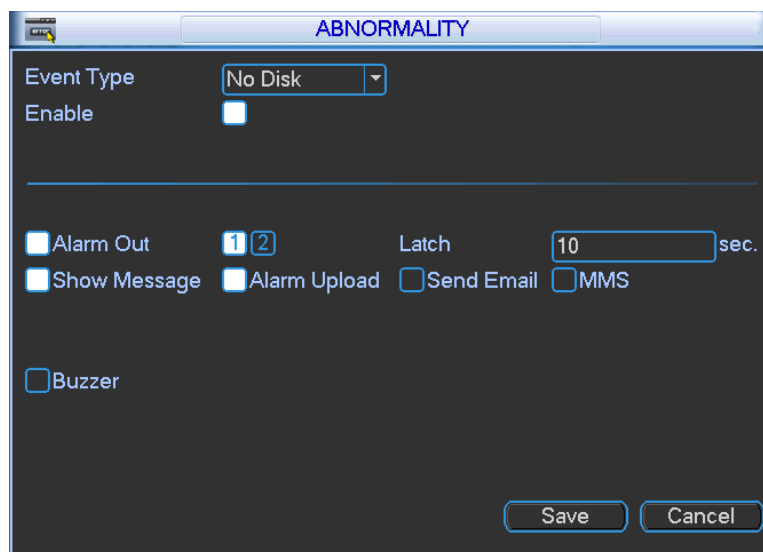 ABNORMALITY
Event Type No Disk
Enable
Alarm Out 1 2 Latch 10 sec.
Show Message Alarm Upload Send Email MMS
Buzzer
Save Cancel